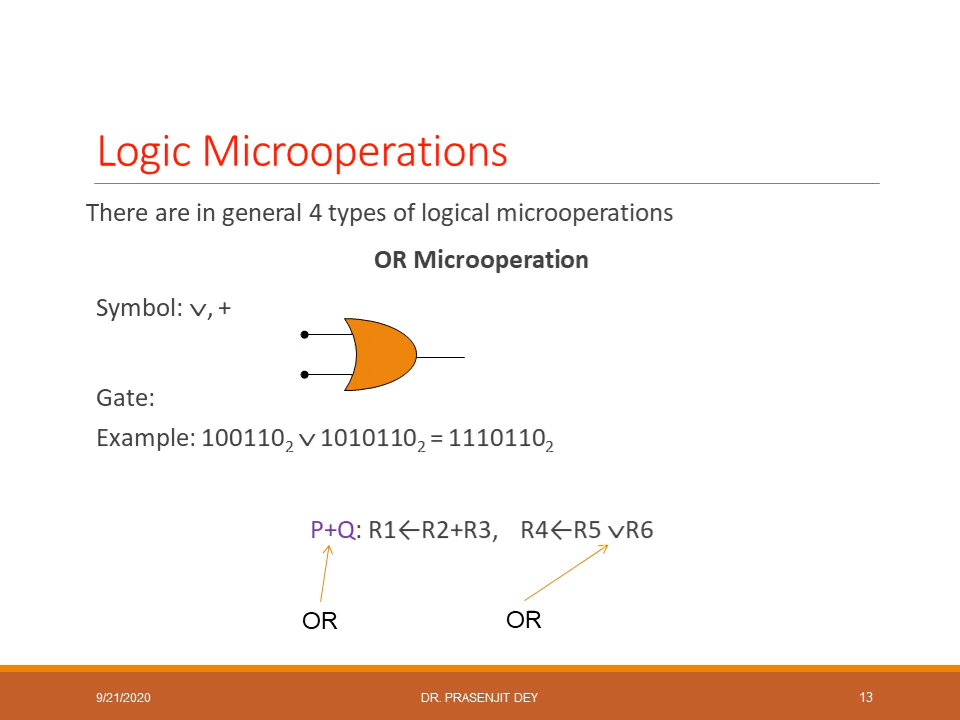 Logic Microoperations
There are in general 4 types of logical microoperations
OR Microoperation
Symbol: ∨, +
Gate:
Example: 100110₂ ∨ 1010110₂ = 1110110₂
P+Q: R1←R2+R3, R4←R5 ∨R6
OR OR
9/21/2020 DR. PRASENJIT DEY 13